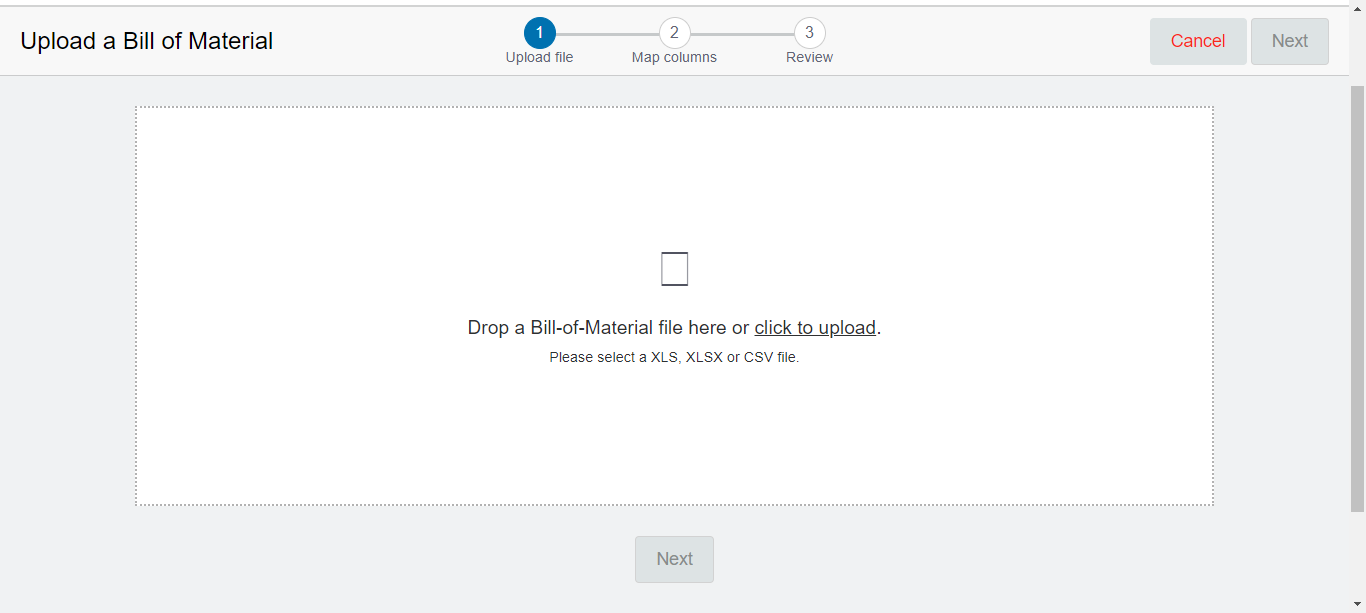 Upload a Bill of Material
1
2
3
Upload file
Map columns
Review
Cancel
Next
Drop a Bill-of-Material file here or click to upload.
Please select a XLS, XLSX or CSV file.
Next